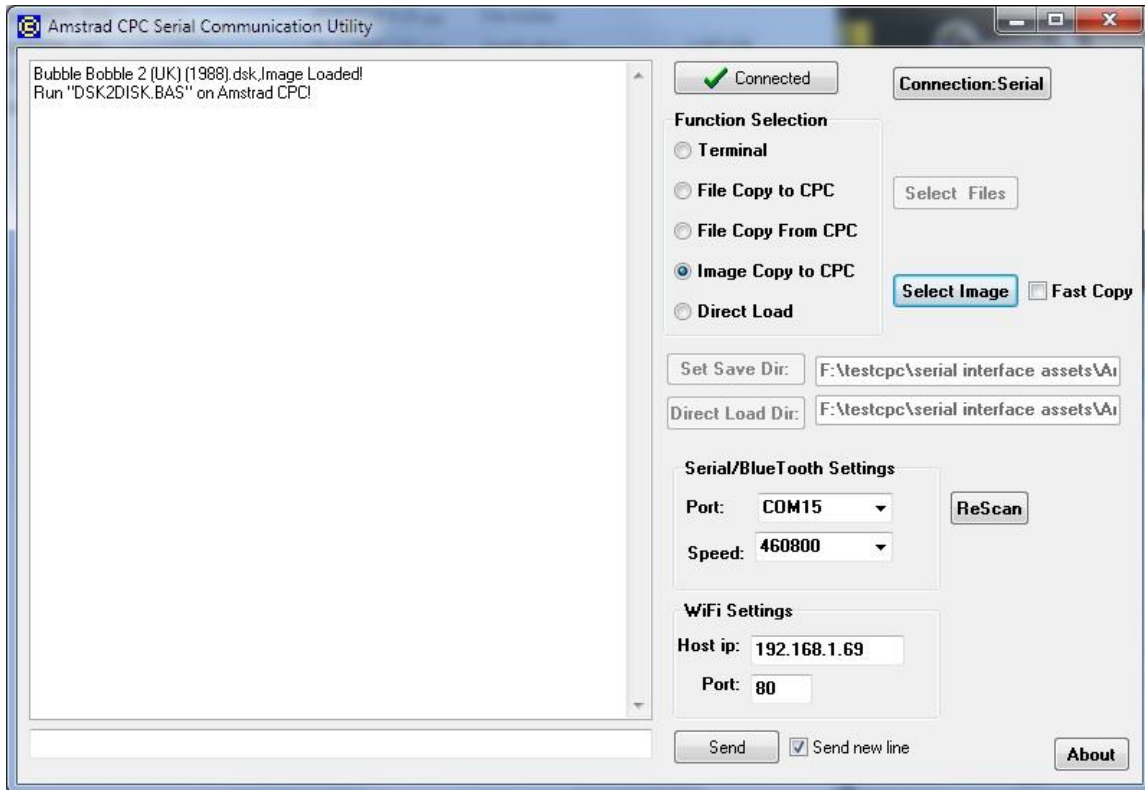 Amstrad CPC Serial Communication Utility
Bubble Bobble 2 (UK) (1988).dsk,Image Loaded!
Run "DSK2DISK.BAS" on Amstrad CPC!
Connected
Connection:Serial
Function Selection
Terminal
File Copy to CPC
Select Files
File Copy From CPC
Image Copy to CPC
Select Image
Fast Copy
Direct Load
Set Save Dir:
F:\testcpc\serial interface assets\
Direct Load Dir:
F:\testcpc\serial interface assets\
Serial/BlueTooth Settings
Port:
COM15
ReScan
Speed:
460800
WiFi Settings
Host ip:
192.168.1.69
Port:
80
Send
Send new line
About